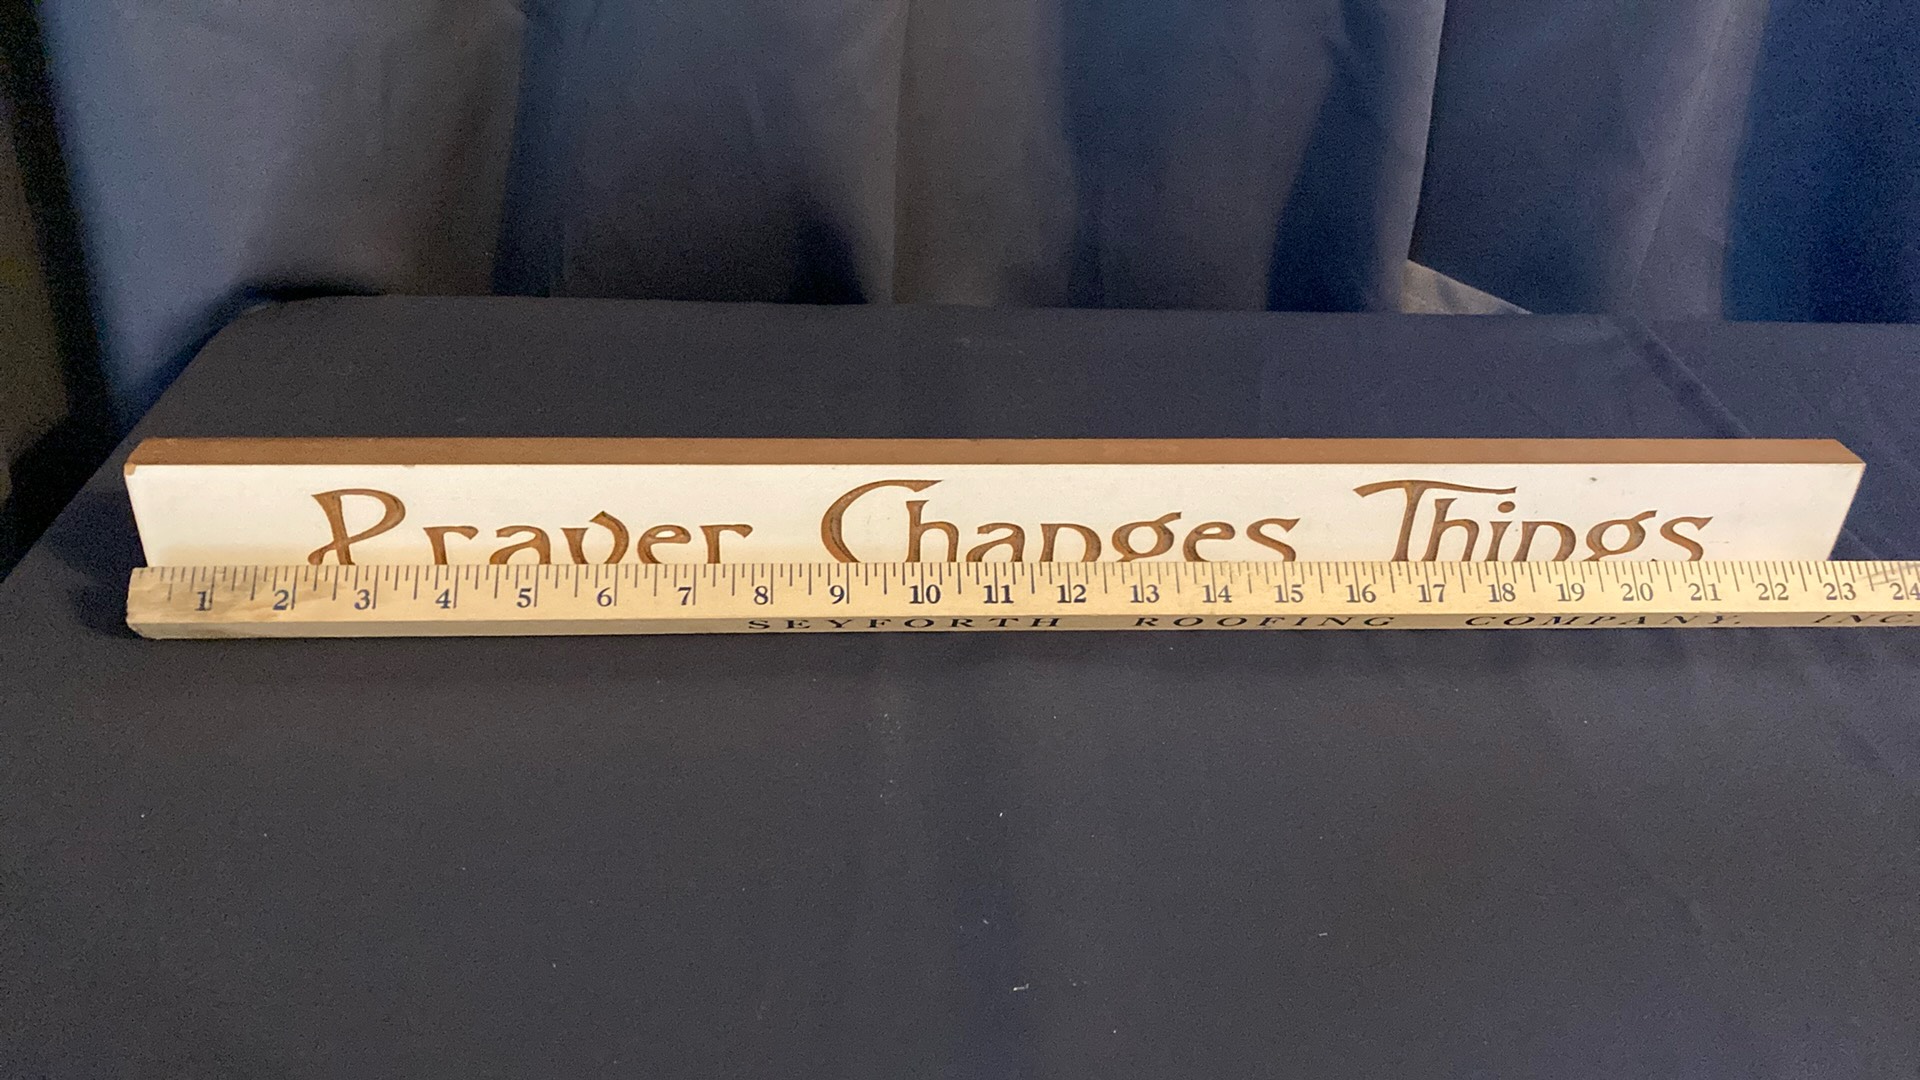 Prayer Changes Things
1 2 3 4 5 6 7 8 9 10 11 12 13 14 15 16 17 18 19 20 21 22 23 24
SEYFORTH ROOFING COMPANY, INC.